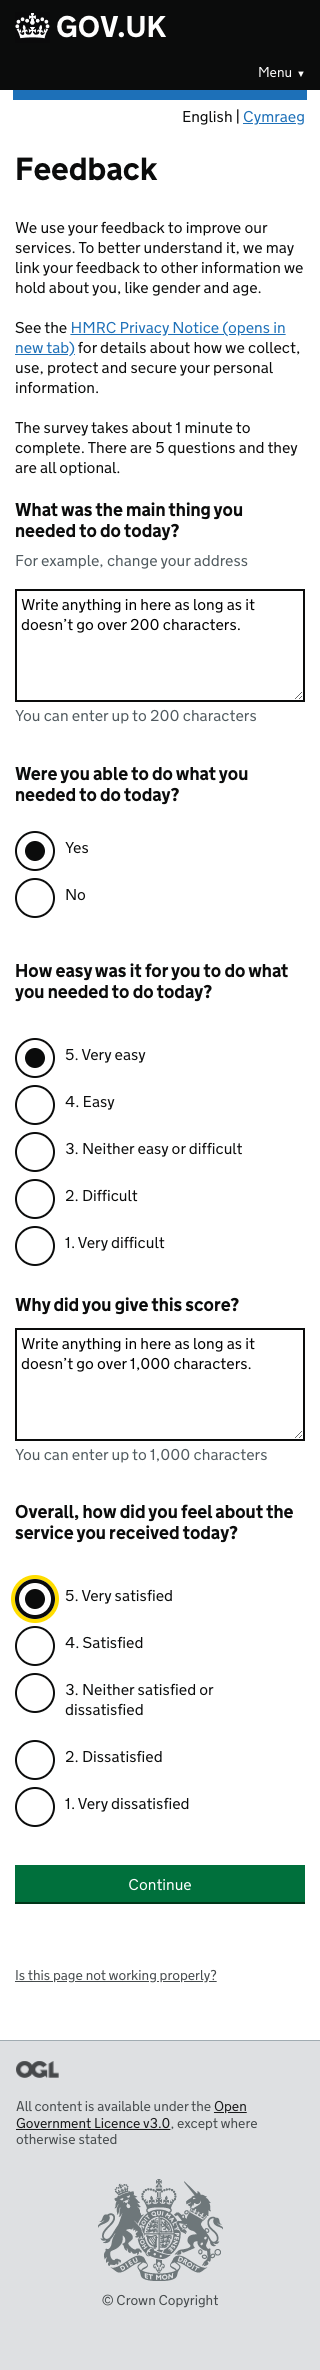 GOV.UK
Menu ▼
English | Cymraeg
Feedback
We use your feedback to improve our
services. To better understand it, we may
link your feedback to other information we
hold about you, like gender and age.
See the HMRC Privacy Notice (opens in
new tab) for details about how we collect,
use, protect and secure your personal
information.
The survey takes about 1 minute to
complete. There are 5 questions and they
are all optional.
What was the main thing you
needed to do today?
For example, change your address
Write anything in here as long as it
doesn’t go over 200 characters.
You can enter up to 200 characters
Were you able to do what you
needed to do today?
Yes
No
How easy was it for you to do what
you needed to do today?
5. Very easy
4. Easy
3. Neither easy or difficult
2. Difficult
1. Very difficult
Why did you give this score?
Write anything in here as long as it
doesn’t go over 1,000 characters.
You can enter up to 1,000 characters
Overall, how did you feel about the
service you received today?
5. Very satisfied
4. Satisfied
3. Neither satisfied or
dissatisfied
2. Dissatisfied
1. Very dissatisfied
Continue
Is this page not working properly?
OGL
All content is available under the Open
Government Licence v3.0, except where
otherwise stated
DIEU ET MON DROIT
© Crown Copyright